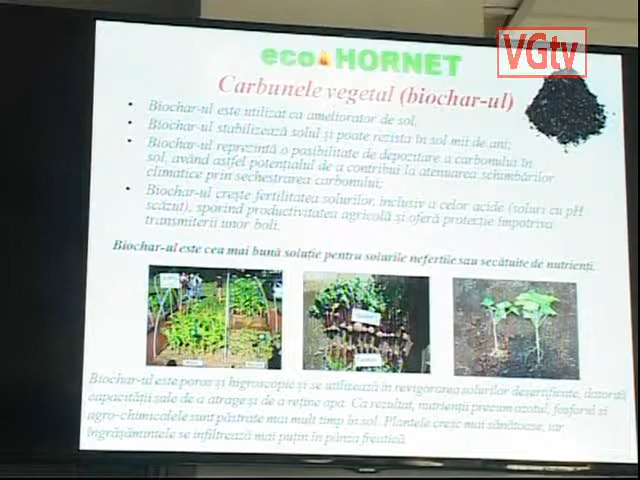 VGtv
eco HORNET
Carbunele vegetal (biochar-ul)
• Biochar-ul este utilizat ca ameliorator de sol,
• Biochar-ul stabilizează solul și poate rezista în sol mii de ani;
• Biochar-ul reprezintă o posibilitate de depozitare a carbonului în
sol, având astfel potențialul de a contribui la atenuarea schimbărilor
climatice prin sechestrarea carbonului;
• Biochar-ul crește fertilitatea solurilor, inclusiv a celor acide (soluri cu pH
scăzut), sporind productivitatea agricolă și oferă protecție împotriva
transmiterii unor boli.
Biochar-ul este cea mai bună soluție pentru solurile nefertile sau secătuite de nutrienți.
Biochar-ul este poros și higroscopic și se utilizează în revigorarea solurilor desertificate, datorită
capacității sale de a atrage și de a reține apa. Ca rezultat, nutrienți precum azotul, fosforul si
agro-chimicalele sunt păstrate mai mult timp în sol. Plantele cresc mai sănătoase, iar
îngrășămintele se infiltrează mai puțin în pânza freatică